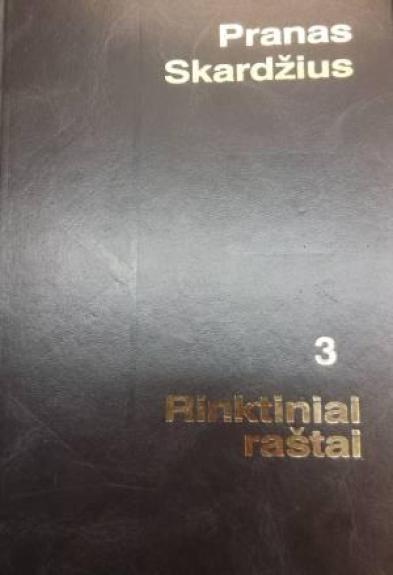 Pranas
Skardžius
3
Rinktiniai
raštai